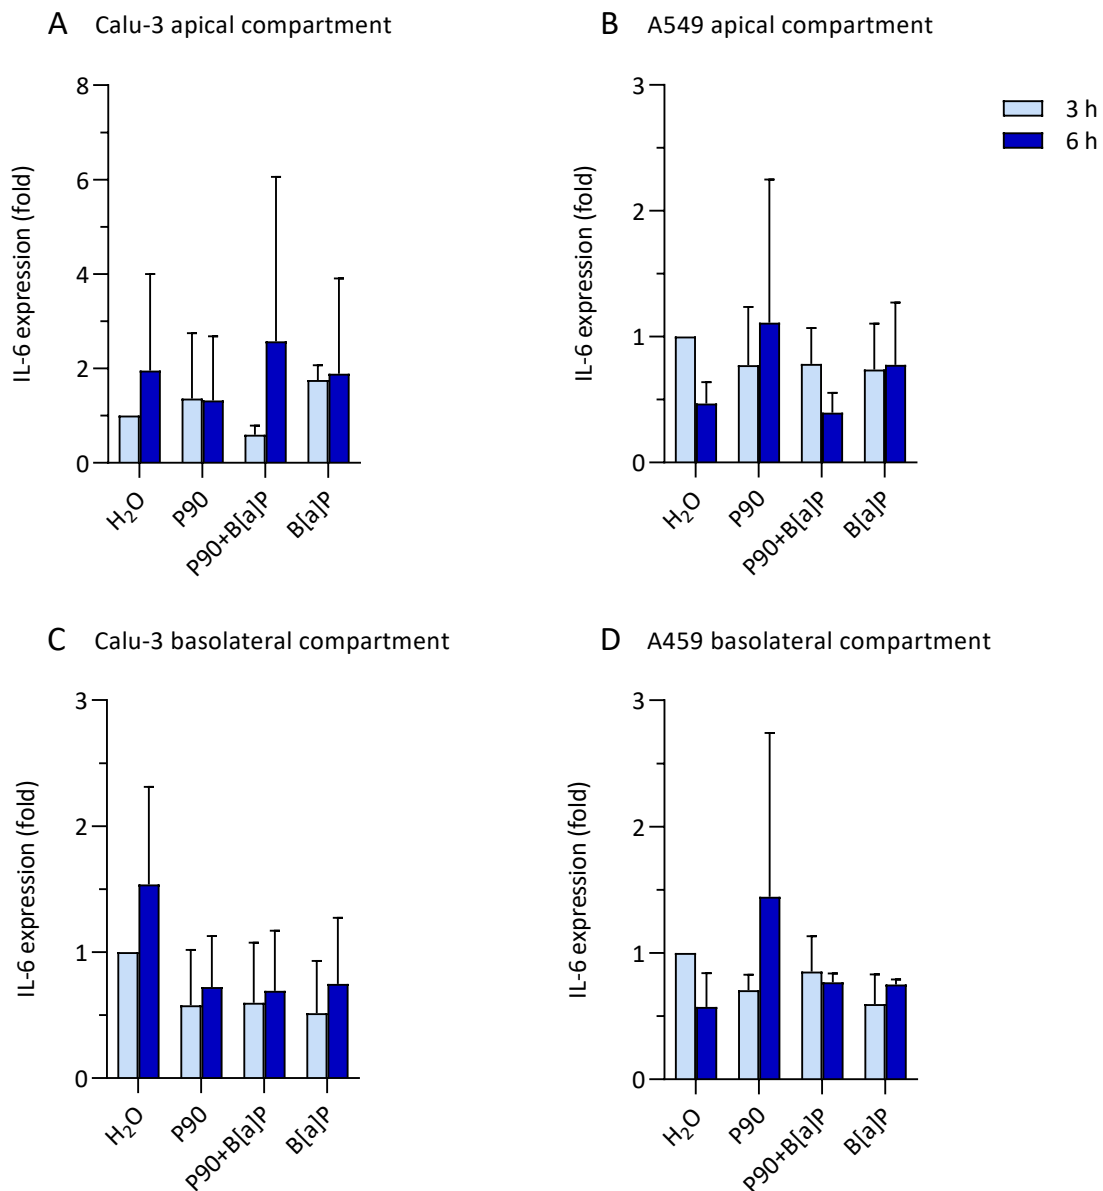 A Calu-3 apical compartment
B A549 apical compartment
3 h
6 h
IL-6 expression (fold)
8
6
4
2
0
H₂O
P90
P90+B[a]P
B[a]P
IL-6 expression (fold)
3
2
1
0
H₂O
P90
P90+B[a]P
B[a]P
C Calu-3 basolateral compartment
D A459 basolateral compartment
IL-6 expression (fold)
3
2
1
0
H₂O
P90
P90+B[a]P
B[a]P
IL-6 expression (fold)
3
2
1
0
H₂O
P90
P90+B[a]P
B[a]P